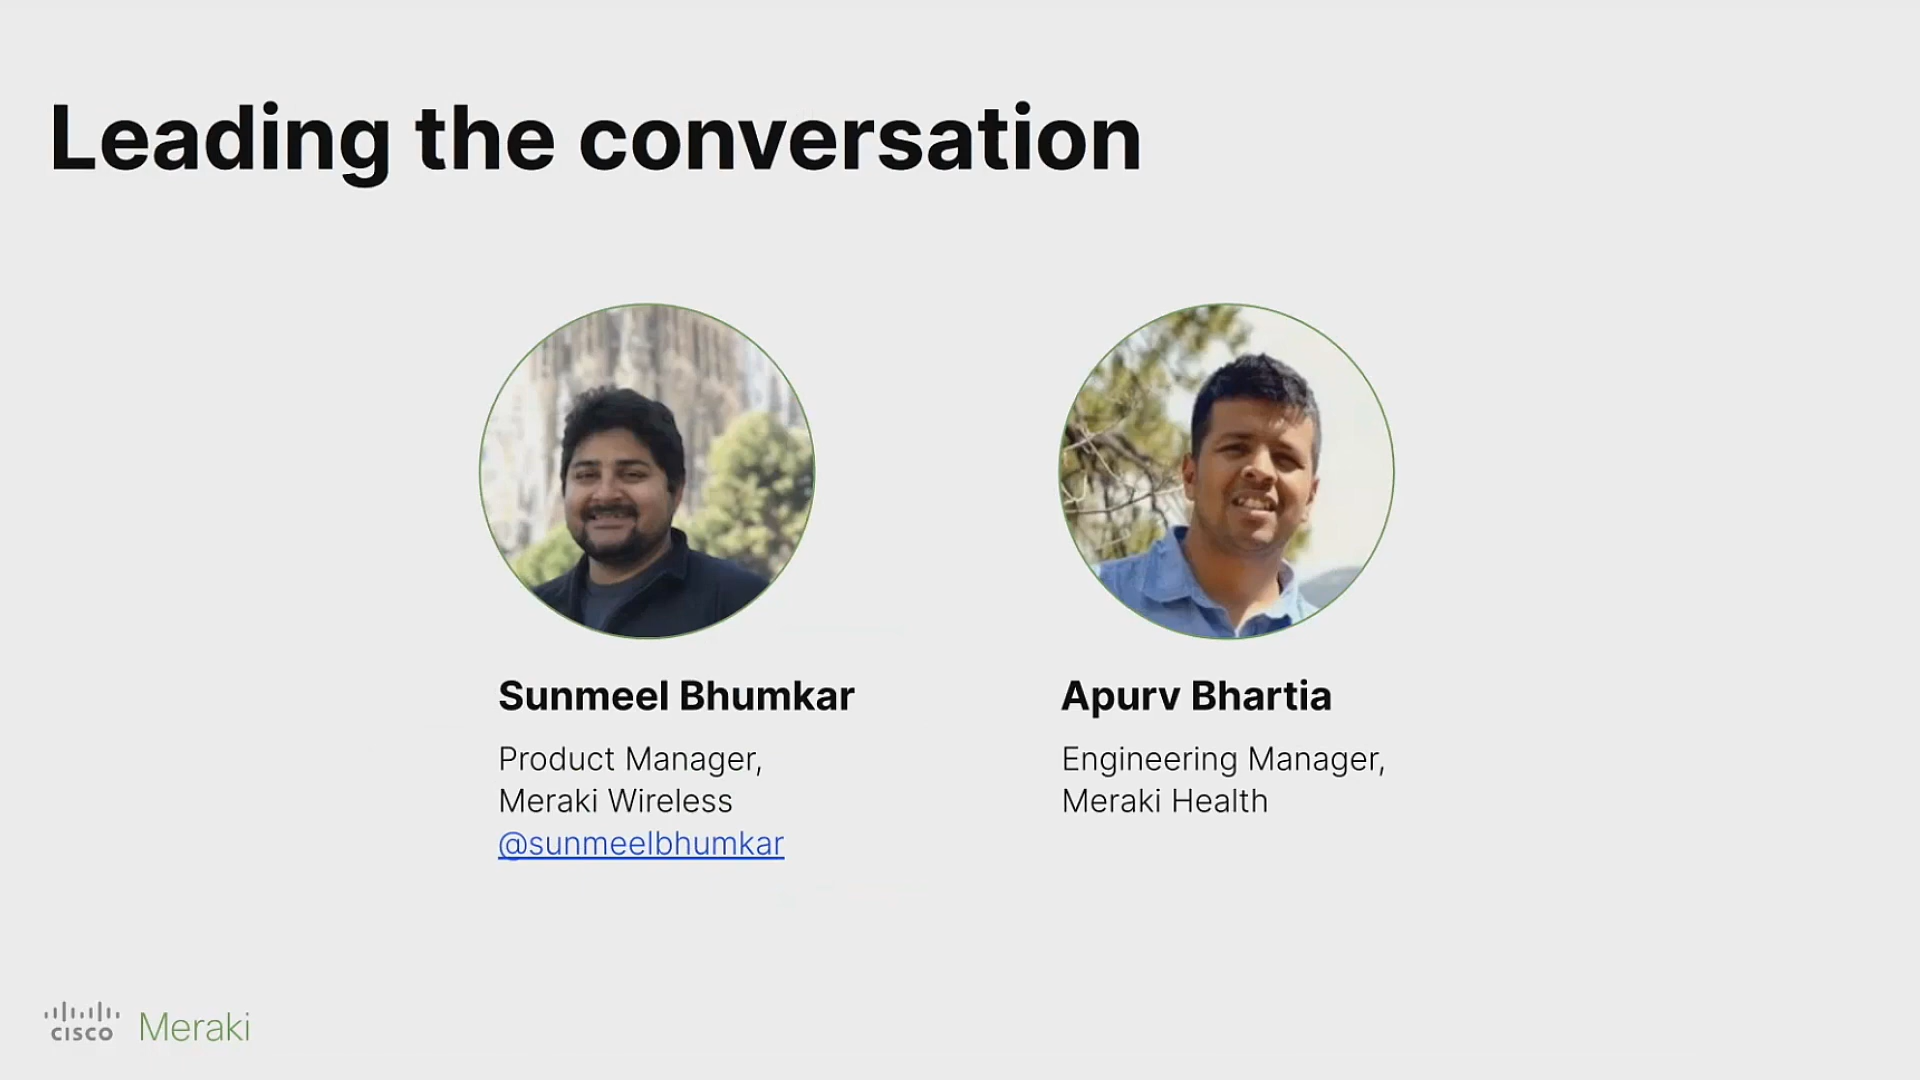 Leading the conversation
Sunmeel Bhumkar
Product Manager,
Meraki Wireless
@sunmeelbhumkar
Apurv Bhartia
Engineering Manager,
Meraki Health
CISCO Meraki